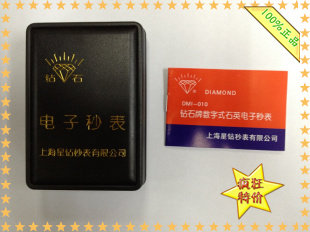 钻石
电子秒表
上海星钻秒表有限公司
DIAMOND
DMI-010
钻石牌数字式石英电子秒表
上海星钻秒表有限公司
100%正品
疯狂
特价